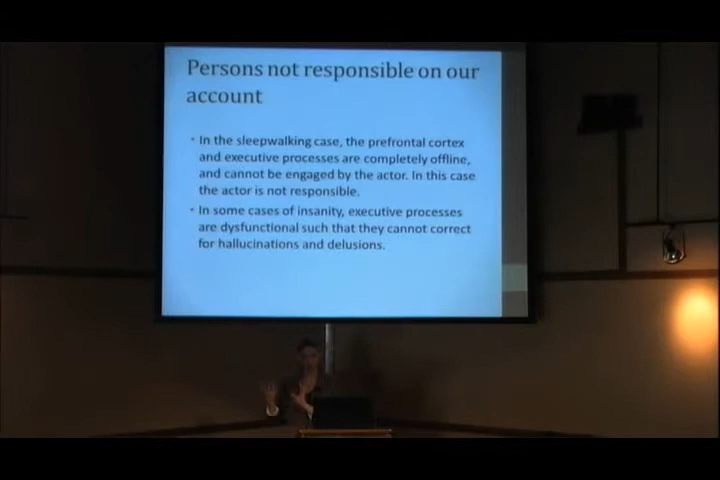 Persons not responsible on our
account
• In the sleepwalking case, the prefrontal cortex
and executive processes are completely offline,
and cannot be engaged by the actor. In this case
the actor is not responsible.
• In some cases of insanity, executive processes
are dysfunctional such that they cannot correct
for hallucinations and delusions.